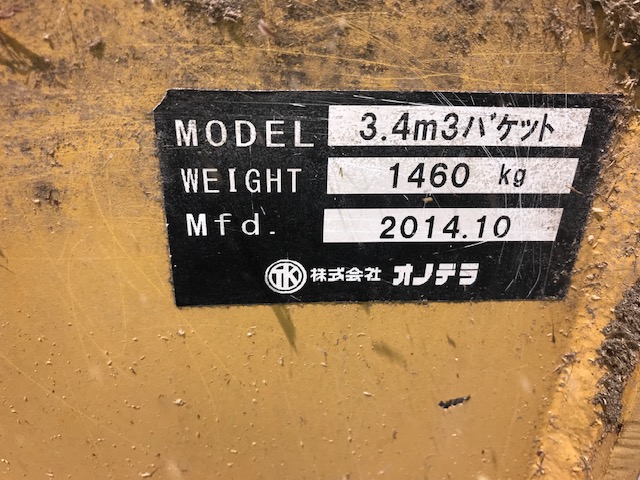 MODEL 3.4m3バケット
WEIGHT 1460 kg
Mfd. 2014.10
TK 株式会社 オノデラ